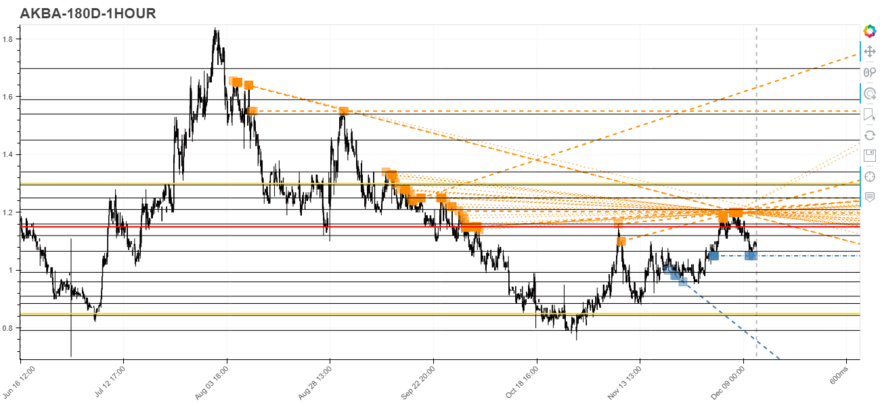 AKBA-180D-1HOUR
1.8
1.6
1.4
1.2
1
0.8
Jun 16 12:00
Jul 12 17:00
Aug 03 18:00
Aug 28 13:00
Sep 22 20:00
Oct 18 16:00
Nov 13 13:00
Dec 09 00:00
600ms